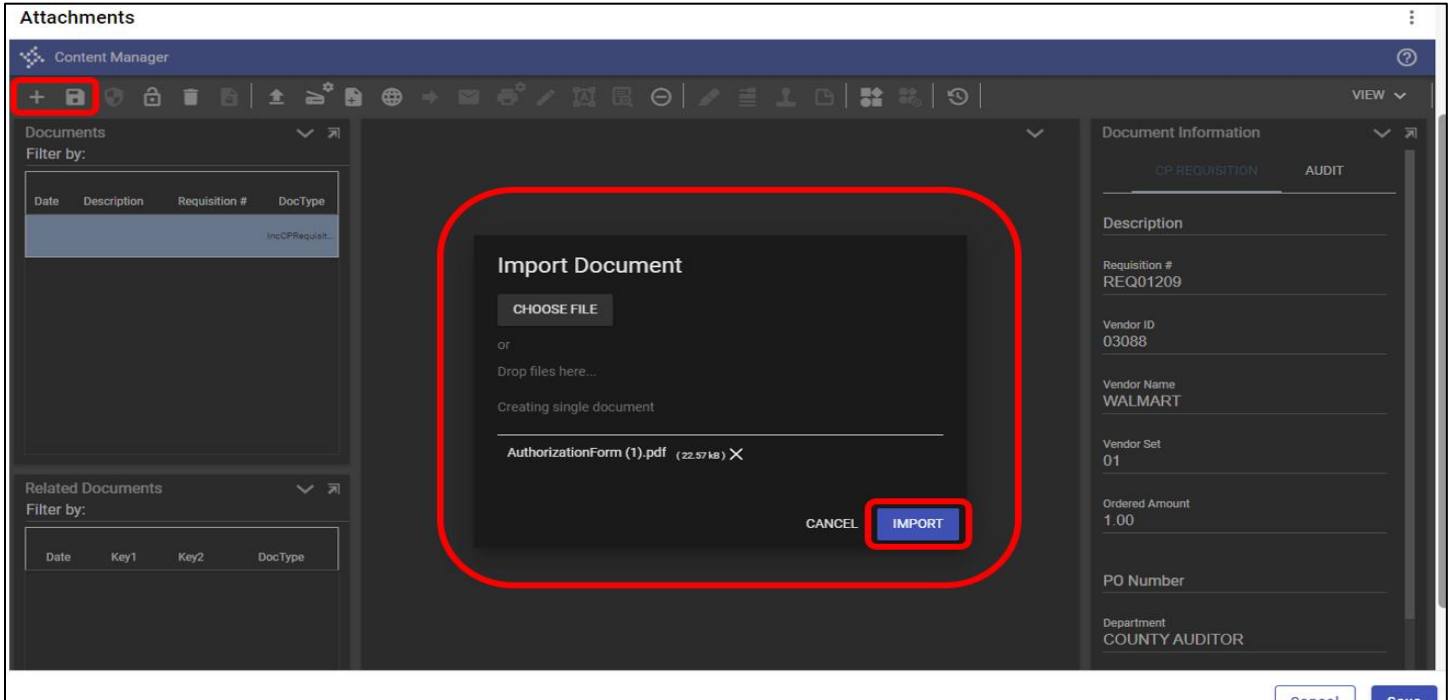 Attachments
Content Manager
VIEW
Documents
Filter by:
Date Description Requisition # DocType
IncCPRequisit...
Related Documents
Filter by:
Date Key1 Key2 DocType
Import Document
CHOOSE FILE
or
Drop files here...
Creating single document
AuthorizationForm (1).pdf (22.57 kB)
CANCEL IMPORT
Document Information
CP REQUISITION AUDIT
Description
Requisition #
REQ01209
Vendor ID
03088
Vendor Name
WALMART
Vendor Set
01
Ordered Amount
1.00
PO Number
Department
COUNTY AUDITOR
Cancel Save